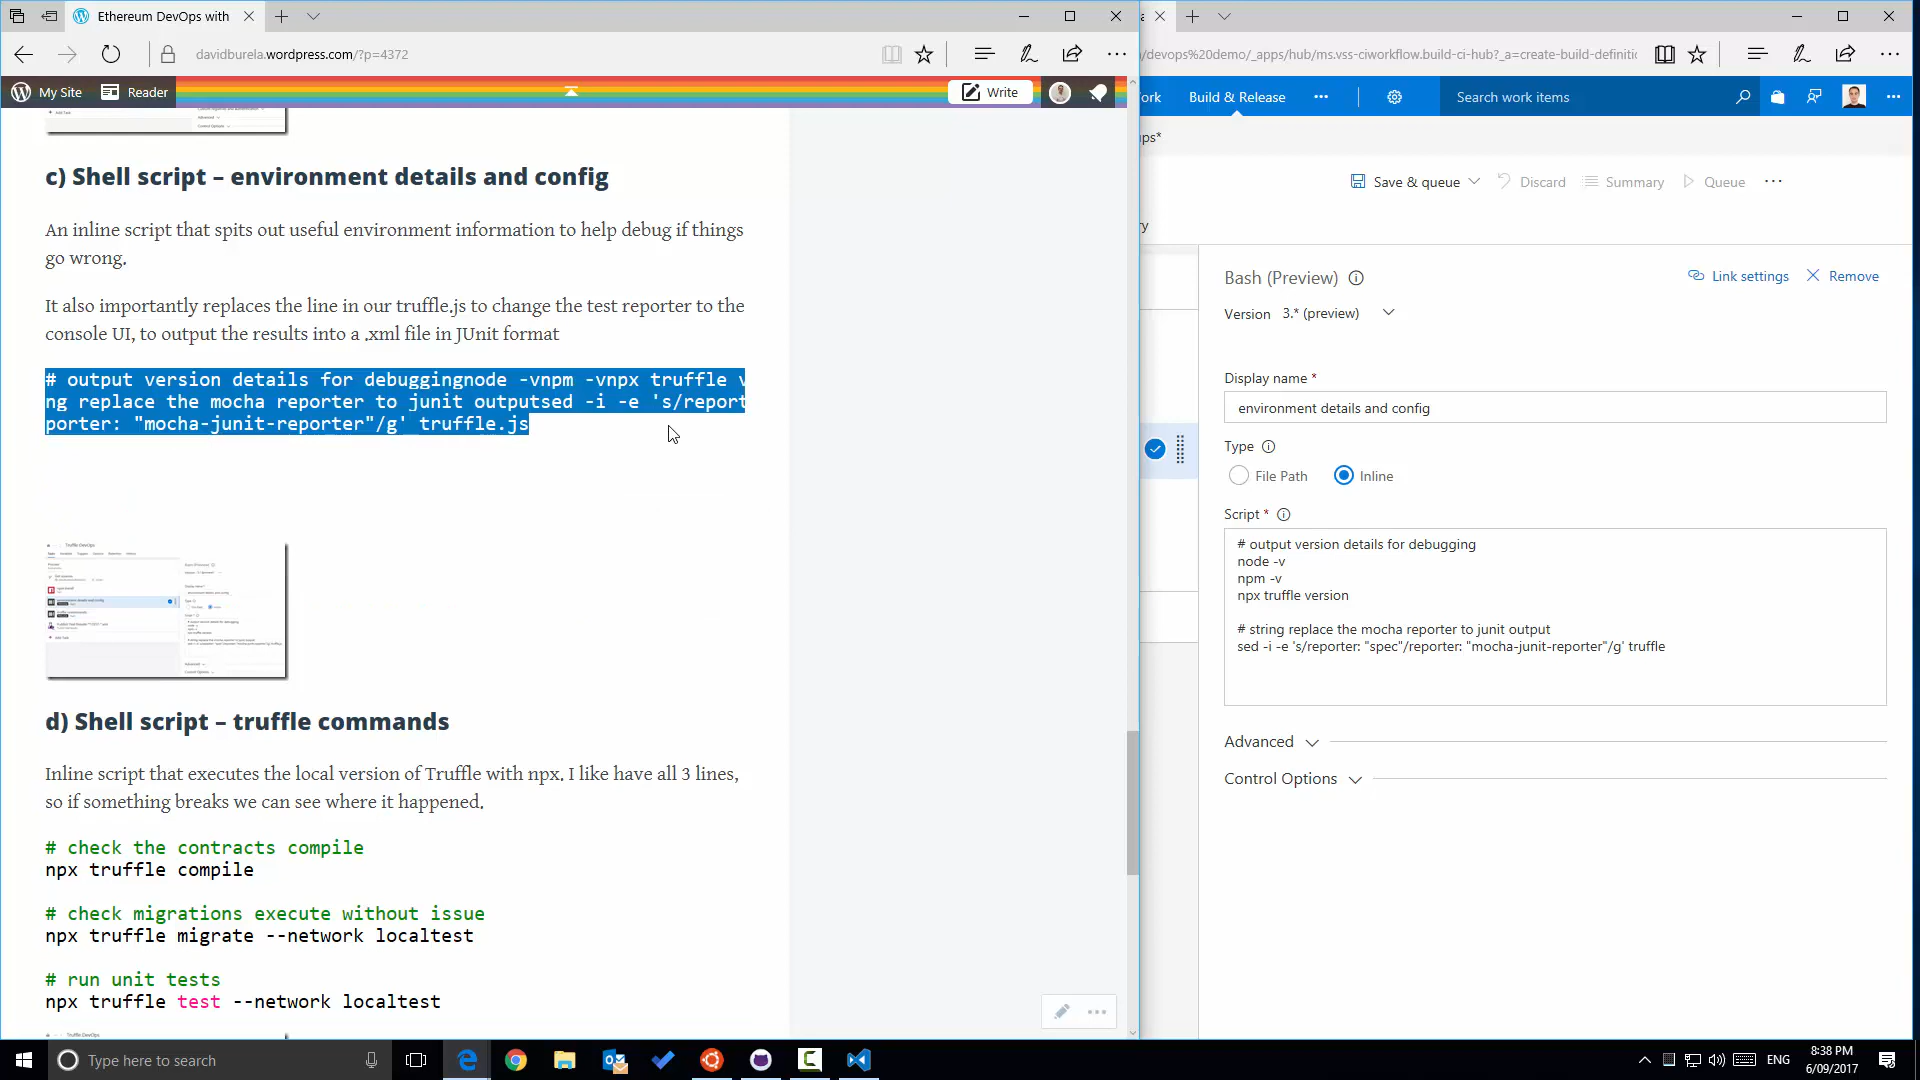 Ethereum DevOps with
davidburela.wordpress.com/?p=4372
/devops%20demo/_apps/hub/ms.vss-ciworkflow.build-ci-hub?_a=create-build-definitic
My Site
Reader
Write
ork
Build & Release
Search work items
ps*
c) Shell script – environment details and config
Save & queue
Discard
Summary
Queue
An inline script that spits out useful environment information to help debug if things
go wrong.
ry
Bash (Preview)
Link settings
Remove
It also importantly replaces the line in our truffle.js to change the test reporter to the
console UI, to output the results into a .xml file in JUnit format
Version 3.* (preview)
# output version details for debuggingnode -vnpm -vnpx truffle v
ng replace the mocha reporter to junit outputsed -i -e 's/report
porter: "mocha-junit-reporter"/g' truffle.js
Display name *
environment details and config
Type
File Path
Inline
Script *
# output version details for debugging
node -v
npm -v
npx truffle version
# string replace the mocha reporter to junit output
sed -i -e 's/reporter: "spec"/reporter: "mocha-junit-reporter"/g' truffle
Advanced
Control Options
d) Shell script – truffle commands
Inline script that executes the local version of Truffle with npx. I like have all 3 lines,
so if something breaks we can see where it happened.
# check the contracts compile
npx truffle compile
# check migrations execute without issue
npx truffle migrate --network localtest
# run unit tests
npx truffle test --network localtest
Type here to search
ENG
8:38 PM
6/09/2017